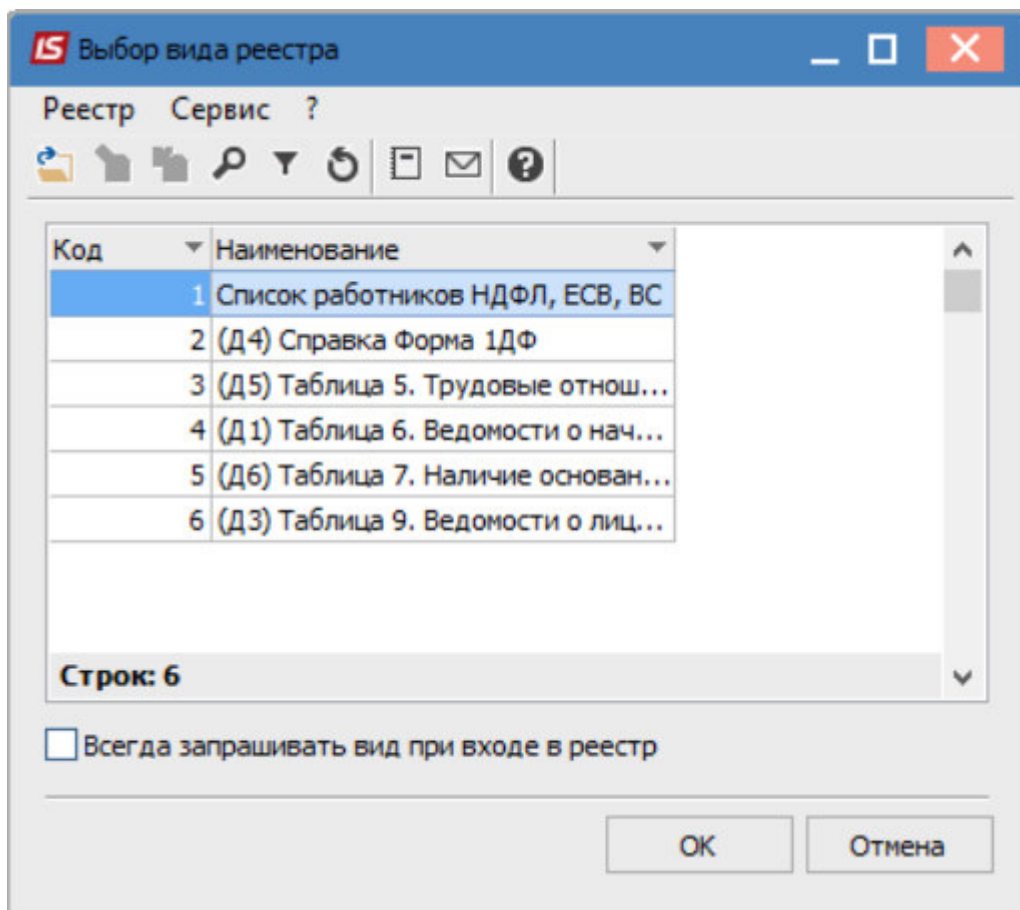 IS Выбор вида реестра
Реестр Сервис ?
Код Наименование
1 Список работников НДФЛ, ЕСВ, ВС
2 (Д4) Справка Форма 1ДФ
3 (Д5) Таблица 5. Трудовые отнош...
4 (Д1) Таблица 6. Ведомости о нач...
5 (Д6) Таблица 7. Наличие основан...
6 (Д3) Таблица 9. Ведомости о лиц...
Строк: 6
Всегда запрашивать вид при входе в реестр
ОК Отмена